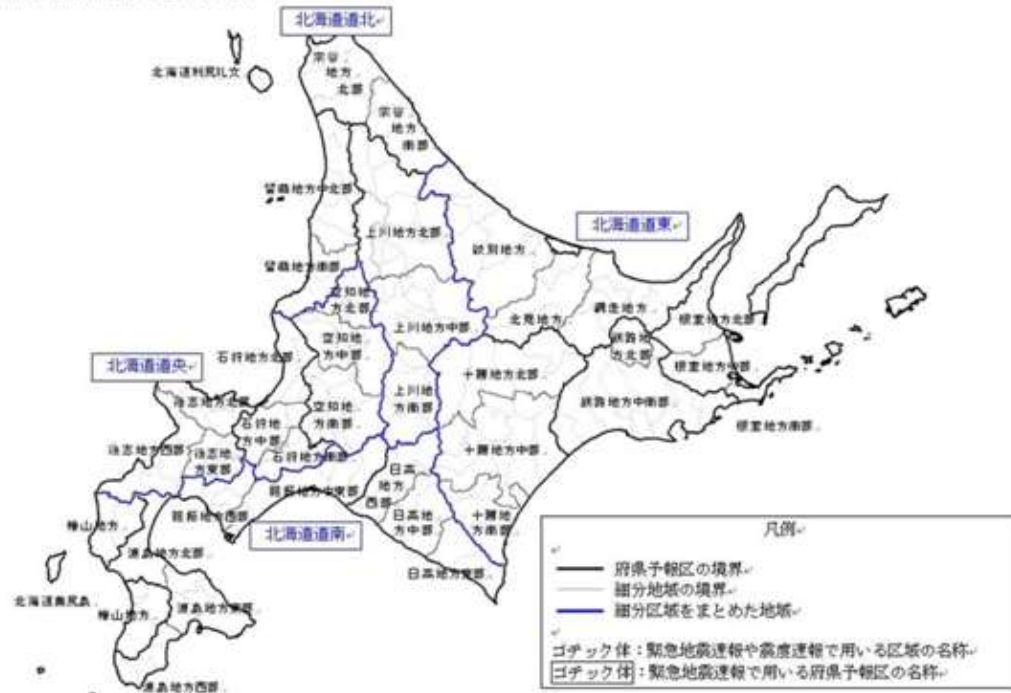 北海道道北
宗谷
地方
北部
北海道利尻礼文
宗谷
地方
南部
留萌地方中北部
北海道道東
上川地方北部
紋別地方
留萌地方南部
空知地
方北部
網走地方
北見地方
根室地方北部
上川地方中部
釧路地
方北部
空知地
方中部
石狩地方北部
北海道道央
根室地方中部
十勝地方北部
上川地
方南部
後志地方北部
空知地
方南部
釧路地方中南部
石狩地
方中部
根室地方南部
後志地方西部
後志地
方東部
十勝地方中部
石狩地方南部
日高
地方
西部
胆振地方中東部
胆振地方西部
日高地
方中部
十勝地
方南部
檜山地方
北海道道南
渡島地方北部
日高地方東部
北海道奥尻島
檜山地方
渡島地方東部
渡島地方西部
凡例
府県予報区の境界
細分地域の境界
細分区域をまとめた地域
ゴチック体：緊急地震速報や震度速報で用いる区域の名称
ゴチック体：緊急地震速報で用いる府県予報区の名称